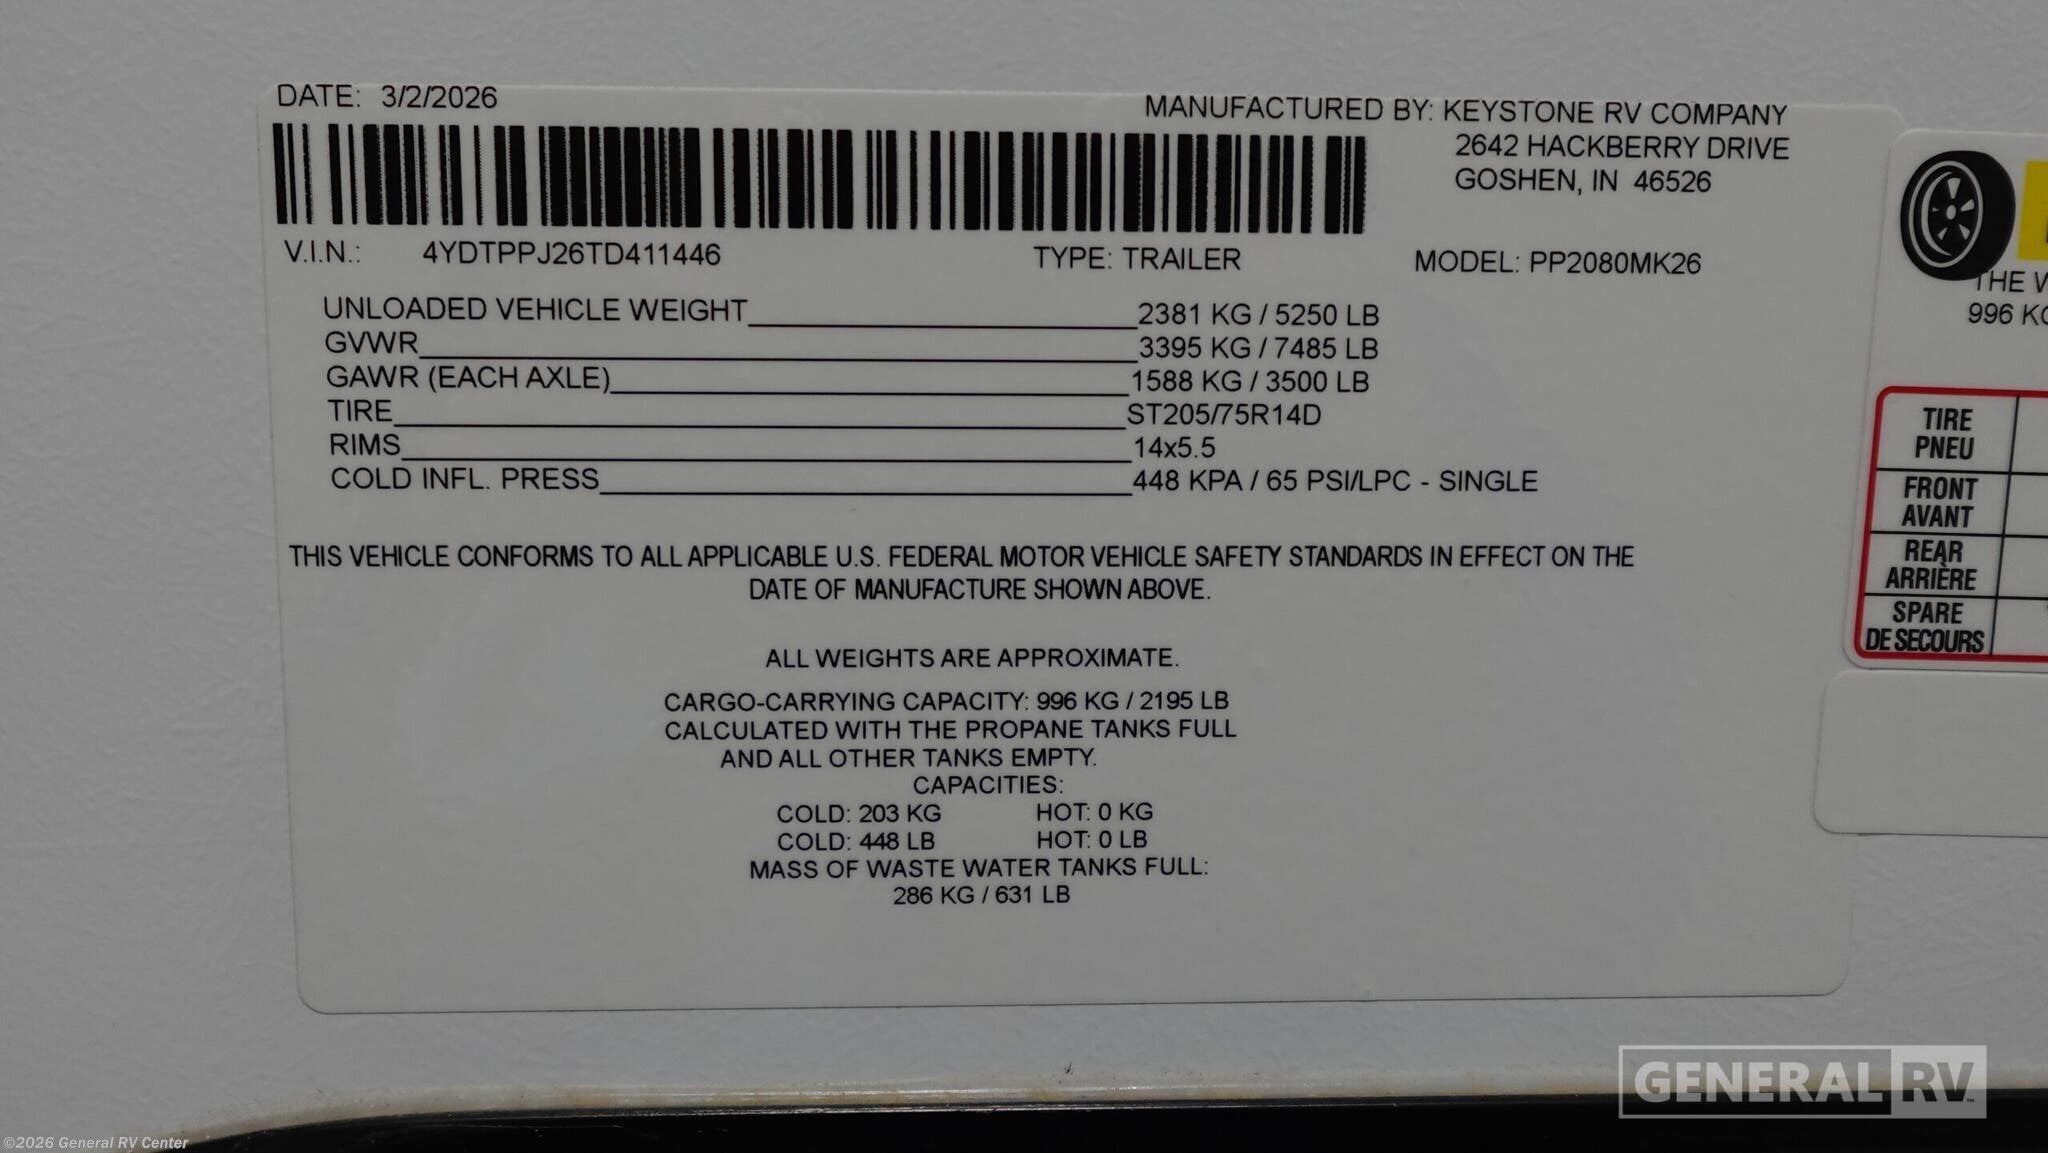 DATE: 3/2/2026
MANUFACTURED BY: KEYSTONE RV COMPANY
2642 HACKBERRY DRIVE
GOSHEN, IN 46526
V.I.N.: 4YDTPPJ26TD411446 TYPE: TRAILER MODEL: PP2080MK26
UNLOADED VEHICLE WEIGHT 2381 KG / 5250 LB
GVWR 3395 KG / 7485 LB
GAWR (EACH AXLE) 1588 KG / 3500 LB
TIRE ST205/75R14D
RIMS 14x5.5
COLD INFL. PRESS 448 KPA / 65 PSI/LPC - SINGLE
THIS VEHICLE CONFORMS TO ALL APPLICABLE U.S. FEDERAL MOTOR VEHICLE SAFETY STANDARDS IN EFFECT ON THE
DATE OF MANUFACTURE SHOWN ABOVE.
ALL WEIGHTS ARE APPROXIMATE.
CARGO-CARRYING CAPACITY: 996 KG / 2195 LB
CALCULATED WITH THE PROPANE TANKS FULL
AND ALL OTHER TANKS EMPTY.
CAPACITIES:
COLD: 203 KG HOT: 0 KG
COLD: 448 LB HOT: 0 LB
MASS OF WASTE WATER TANKS FULL:
286 KG / 631 LB
THE
996
TIRE
PNEU
FRONT
AVANT
REAR
ARRIÈRE
SPARE
DE SECOURS
GENERAL RV
©2026 General RV Center